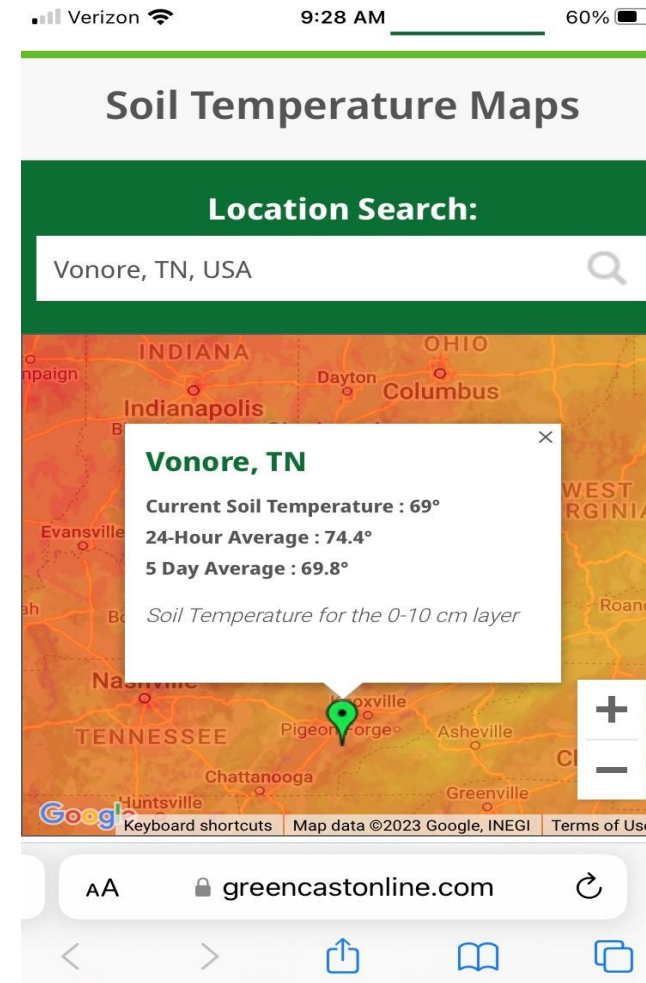 Verizon 9:28 AM 60%
Soil Temperature Maps
Location Search:
Vonore, TN, USA
INDIANA
OHIO
Dayton
Columbus
Indianapolis
Vonore, TN
Current Soil Temperature : 69°
24-Hour Average : 74.4°
5 Day Average : 69.8°
Soil Temperature for the 0-10 cm layer
WEST
Evansville
TENNESSEE
Asheville
Chattanooga
Greenville
Huntsville
Google
Keyboard shortcuts Map data ©2023 Google, INEGI Terms of
AA greencastonline.com